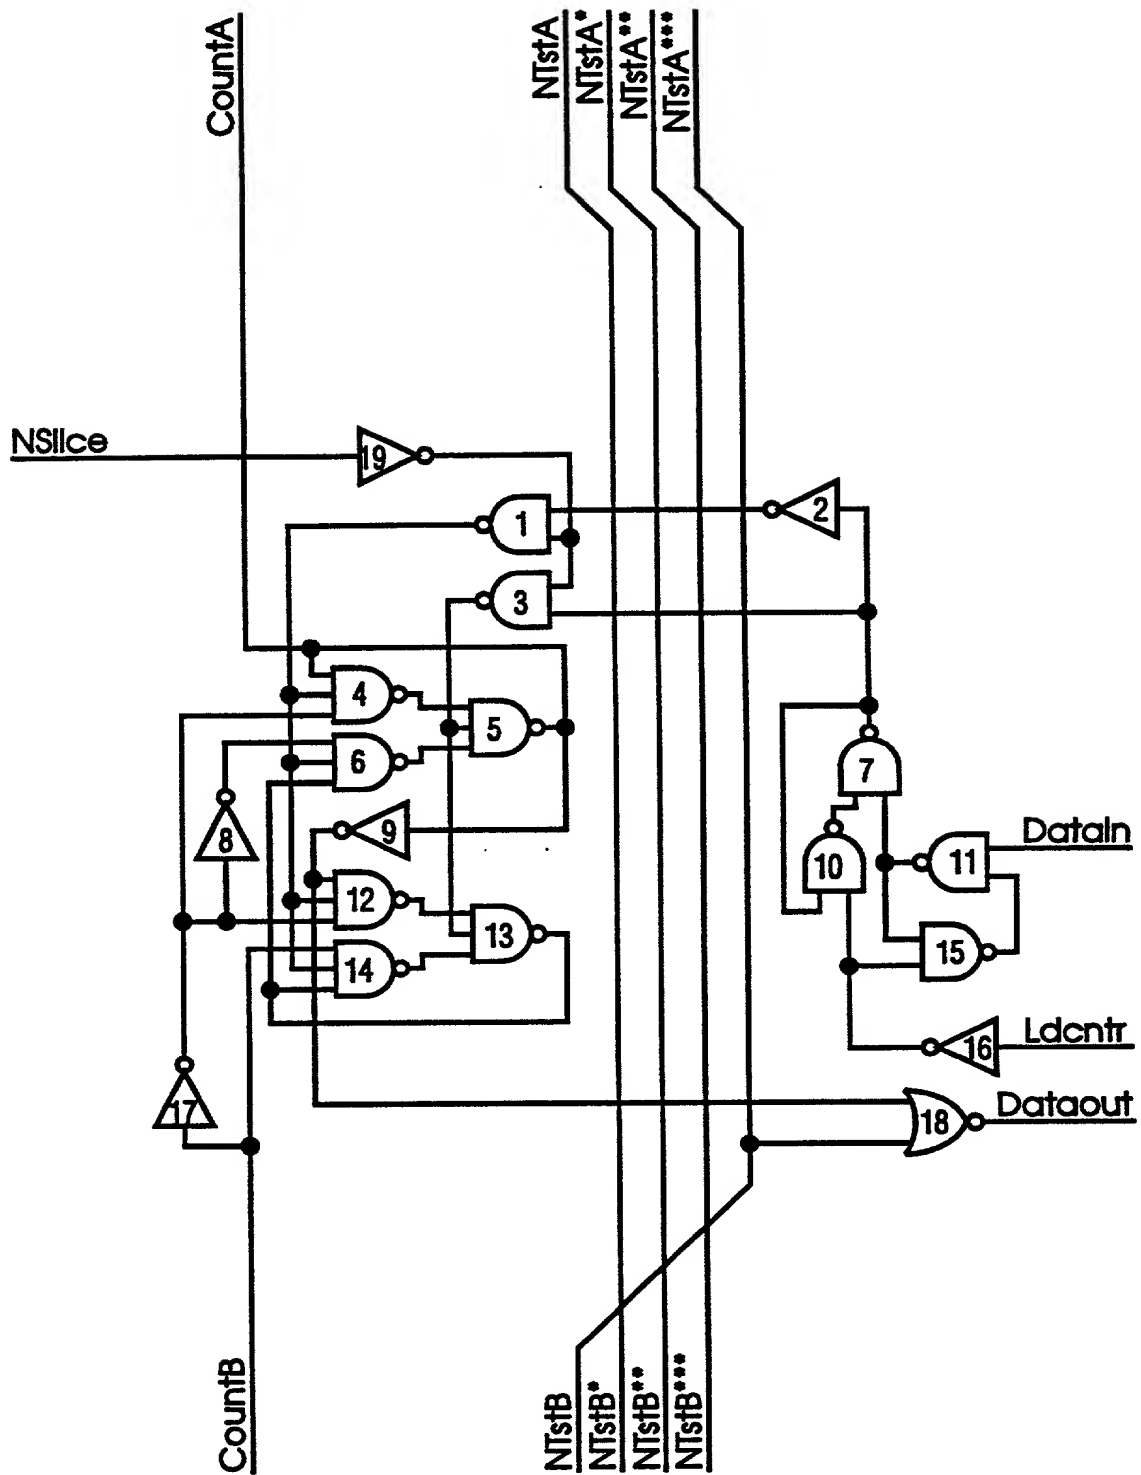 CountA
NTstA
NTstA*
NTstA**
NTstA***
NSlice
19
1
2
3
4
5
6
7
8
9
10
11
DataIn
12
13
14
15
16
Ldcntr
17
18
Dataout
CountB
NTstB
NTstB*
NTstB**
NTstB***